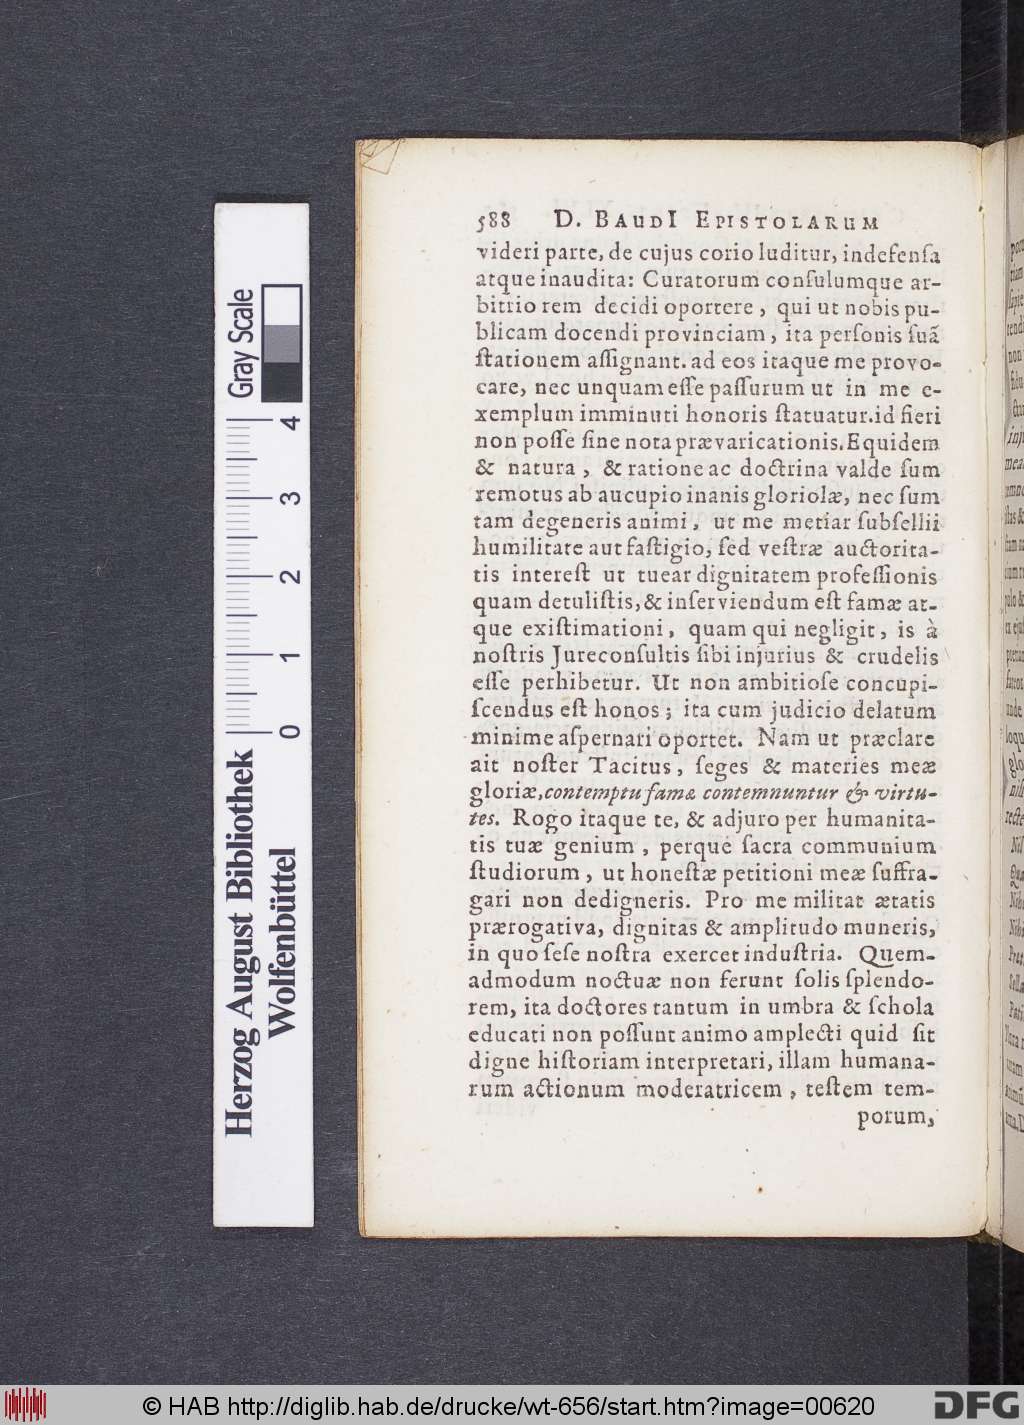 588 D. BAUDI EPISTOLARUM
videri parte, de cujus corio luditur, indefensa
atque inaudita: Curatorum consulumque ar-
bitrio rem decidi oportere, qui ut nobis pu-
blicam docendi provinciam, ita personis suã
stationem assignant. ad eos itaque me provo-
care, nec unquam esse passurum ut in me e-
xemplum imminuti honoris statuatur. id fieri
non posse sine nota prævaricationis. Equidem
& natura, & ratione ac doctrina valde sum
remotus ab aucupio inanis gloriolæ, nec sum
tam degeneris animi, ut me metiar subsellii
humilitate aut fastigio, sed vestræ auctorita-
tis interest ut tuear dignitatem professionis
quam detulistis, & inserviendum est famæ at-
que existimationi, quam qui negligit, is à
nostris Jureconsultis sibi injurius & crudelis
esse perhibetur. Ut non ambitiose concupi-
scendus est honos; ita cum judicio delatum
minime aspernari oportet. Nam ut præclare
ait noster Tacitus, seges & materies meæ
gloriæ, contemptu famæ contemnuntur & virtu-
tes. Rogo itaque te, & adjuro per humanita-
tis tuæ genium, perque sacra communium
studiorum, ut honestæ petitioni meæ suffra-
gari non dedigneris. Pro me militat ætatis
prærogativa, dignitas & amplitudo muneris,
in quo sese nostra exercet industria. Quem-
admodum noctuæ non ferunt solis splendo-
rem, ita doctores tantum in umbra & schola
educati non possunt animo amplecti quid sit
digne historiam interpretari, illam humana-
rum actionum moderatricem, testem tem-
porum,
Herzog August Bibliothek
Wolfenbüttel
0 1 2 3 4
Gray Scale
© HAB http://diglib.hab.de/drucke/wt-656/start.htm?image=00620
DFG